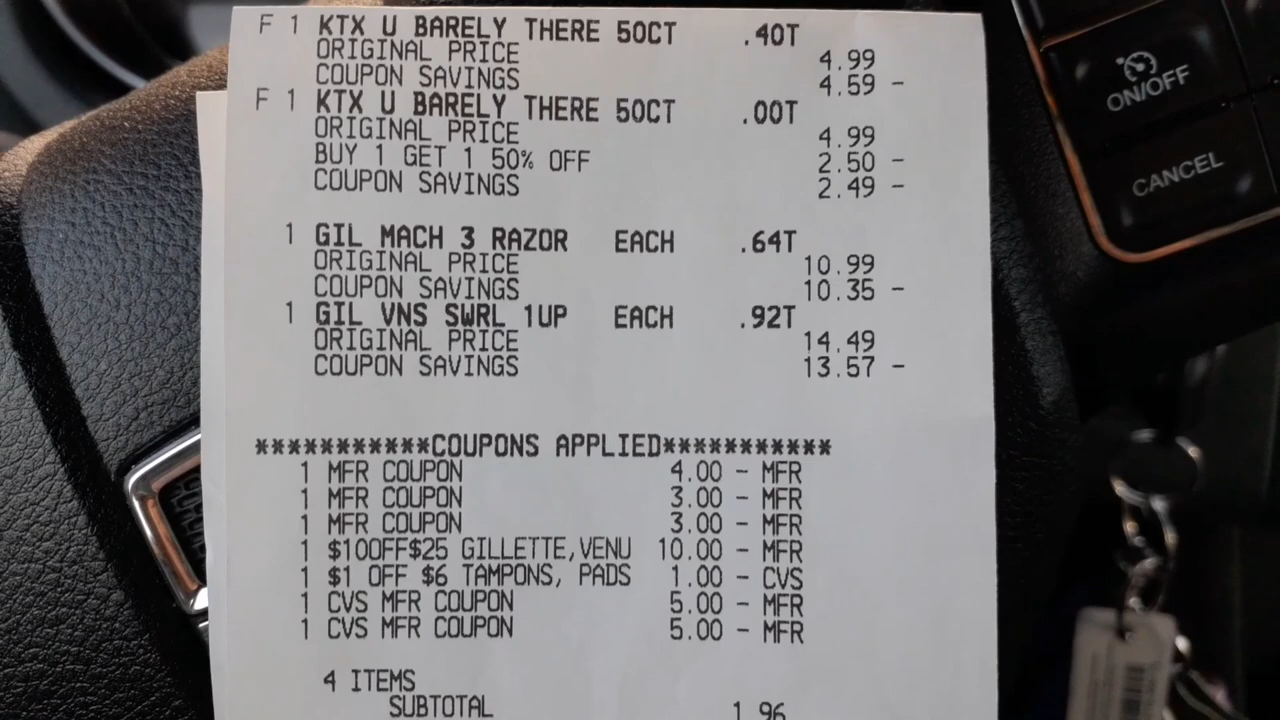 F 1 KTX U BARELY THERE 50CT .40T
ORIGINAL PRICE 4.99
COUPON SAVINGS 4.59 -
F 1 KTX U BARELY THERE 50CT .00T
ORIGINAL PRICE 4.99
BUY 1 GET 1 50% OFF 2.50 -
COUPON SAVINGS 2.49 -
1 GIL MACH 3 RAZOR EACH .64T
ORIGINAL PRICE 10.99
COUPON SAVINGS 10.35 -
1 GIL VNS SWRL 1UP EACH .92T
ORIGINAL PRICE 14.49
COUPON SAVINGS 13.57 -
***********COUPONS APPLIED***********
1 MFR COUPON 4.00 - MFR
1 MFR COUPON 3.00 - MFR
1 MFR COUPON 3.00 - MFR
1 $10OFF$25 GILLETTE,VENU 10.00 - MFR
1 $1 OFF $6 TAMPONS, PADS 1.00 - CVS
1 CVS MFR COUPON 5.00 - MFR
1 CVS MFR COUPON 5.00 - MFR
4 ITEMS
SUBTOTAL 1.96
ON/OFF
CANCEL